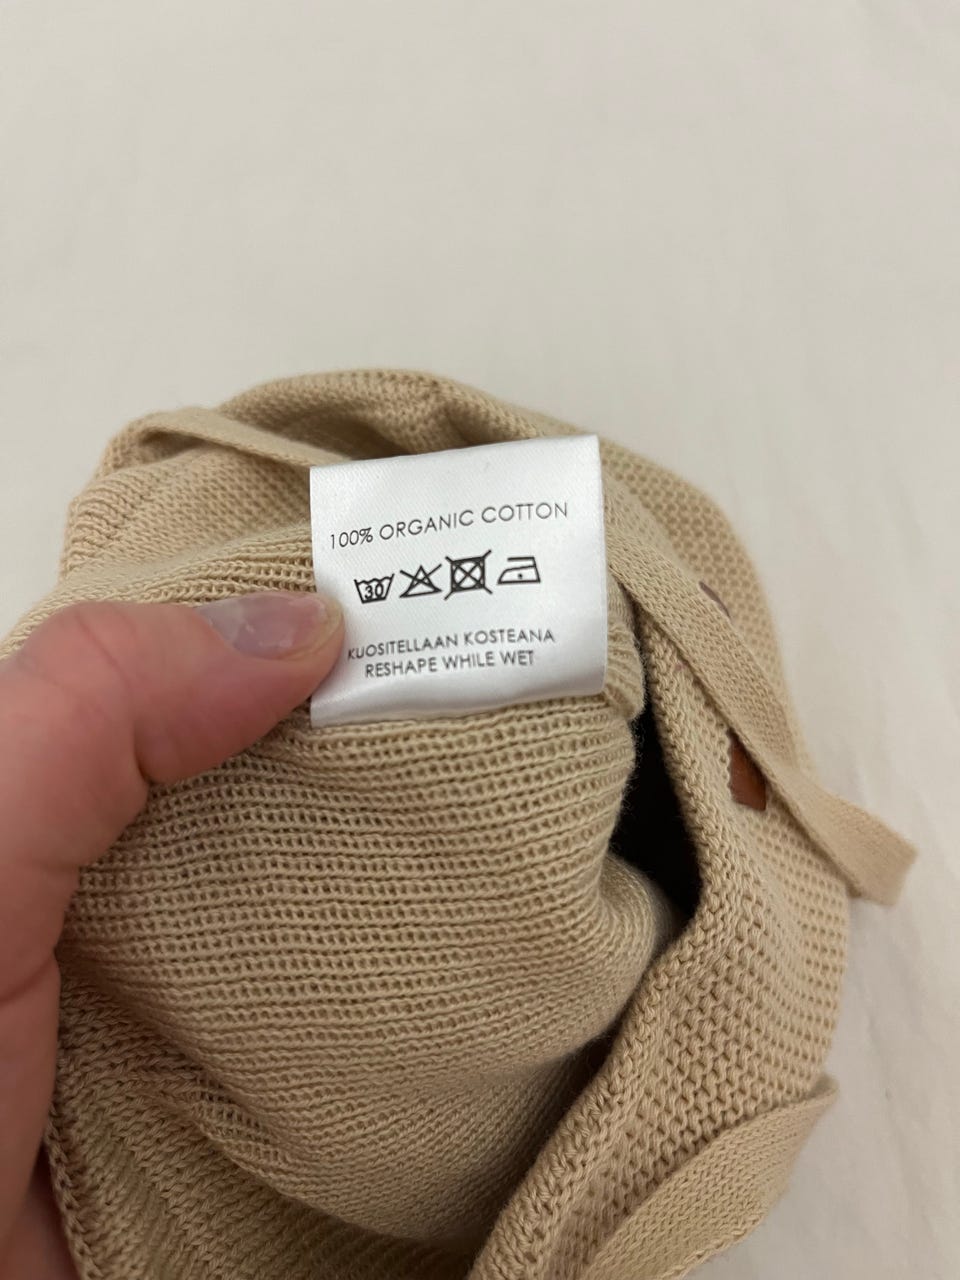 100% ORGANIC COTTON
30
KUOSITELLAAN KOSTEANA
RESHAPE WHILE WET